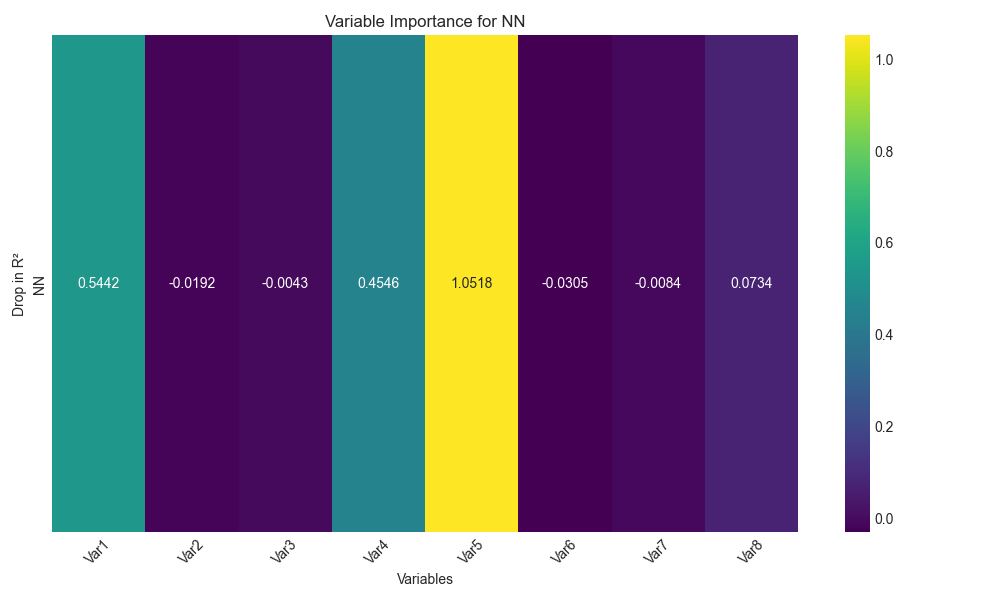 Variable Importance for NN
Drop in R²
NN
0.5442 -0.0192 -0.0043 0.4546 1.0518 -0.0305 -0.0084 0.0734
Var1 Var2 Var3 Var4 Var5 Var6 Var7 Var8
Variables
1.0
0.8
0.6
0.4
0.2
0.0